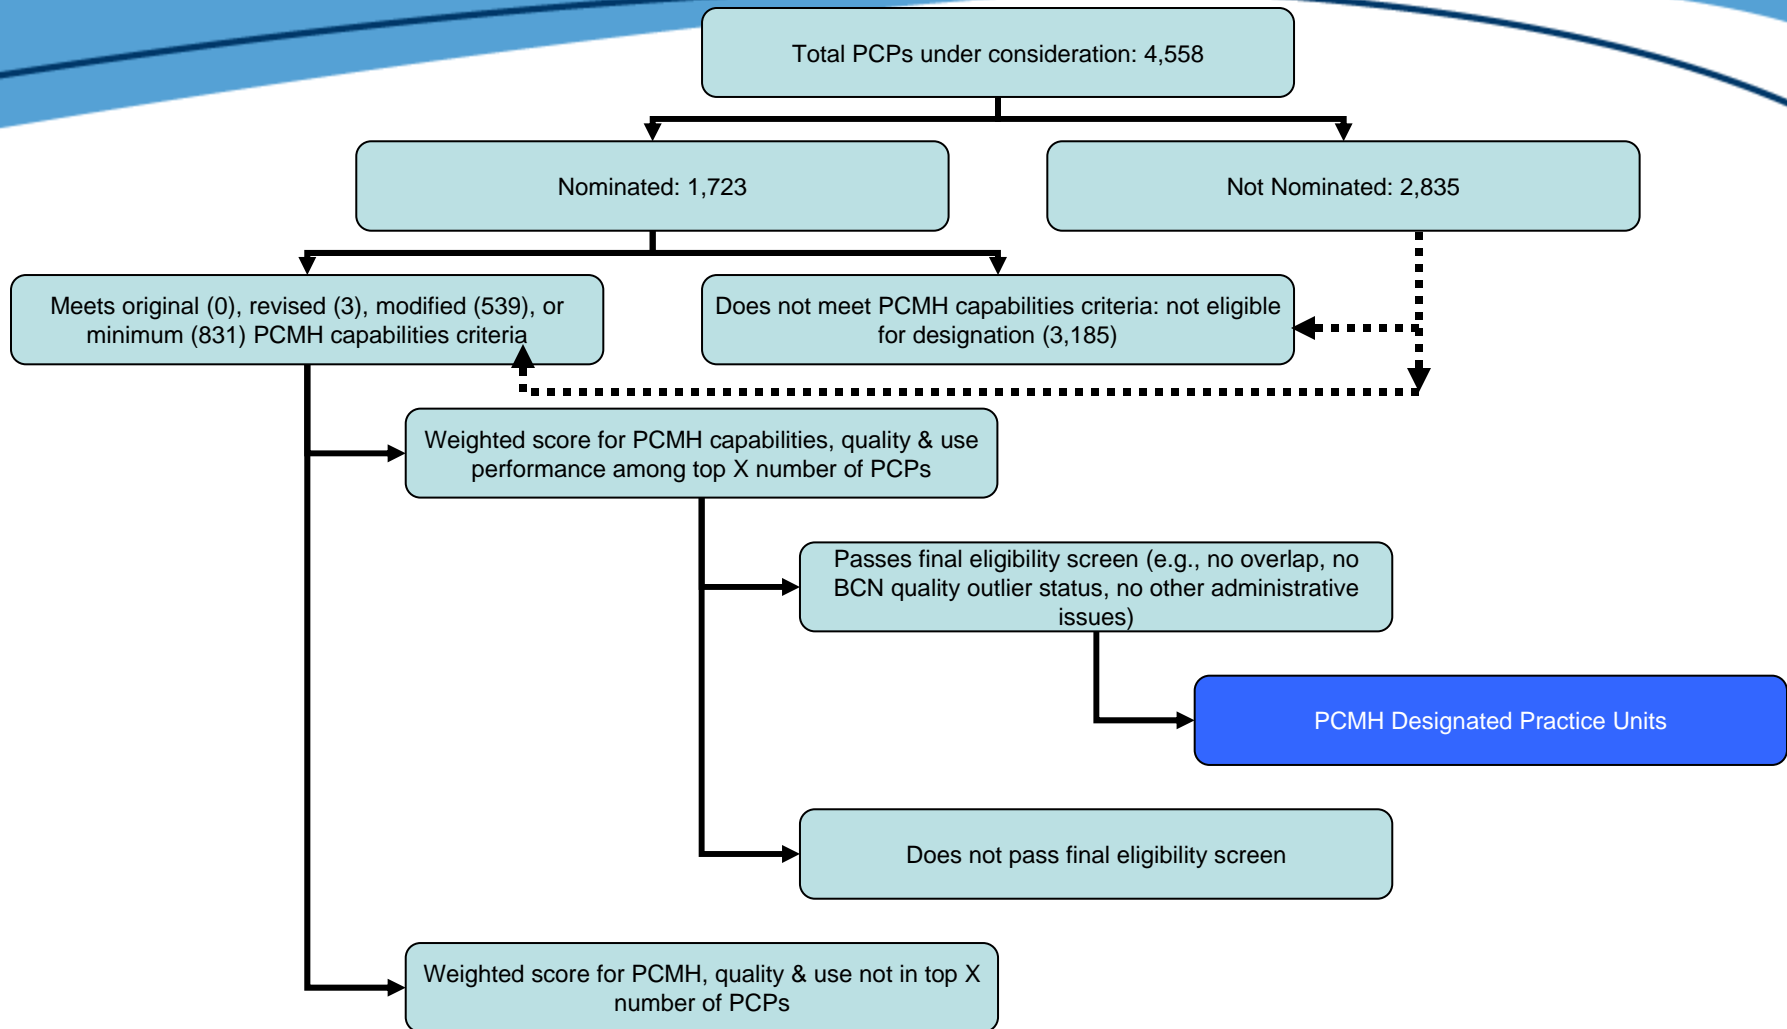 Total PCPs under consideration: 4,558
Nominated: 1,723
Not Nominated: 2,835
Meets original (0), revised (3), modified (539), or
minimum (831) PCMH capabilities criteria
Does not meet PCMH capabilities criteria: not eligible
for designation (3,185)
Weighted score for PCMH capabilities, quality & use
performance among top X number of PCPs
Passes final eligibility screen (e.g., no overlap, no
BCN quality outlier status, no other administrative
issues)
PCMH Designated Practice Units
Does not pass final eligibility screen
Weighted score for PCMH, quality & use not in top X
number of PCPs